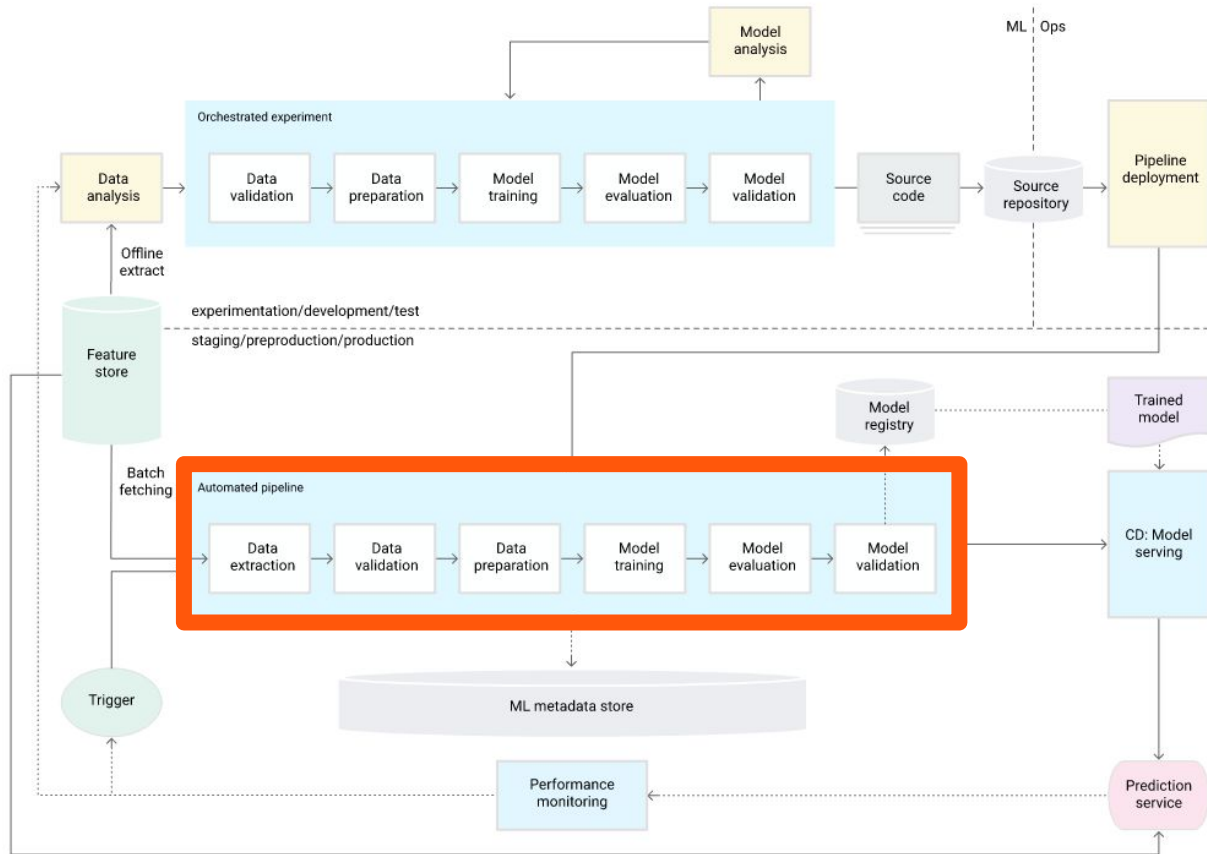 Model
analysis
ML
Ops
Orchestrated experiment
Data
analysis
Data
validation
Data
preparation
Model
training
Model
evaluation
Model
validation
Source
code
Source
repository
Pipeline
deployment
Offline
extract
experimentation/development/test
staging/preproduction/production
Feature
store
Model
registry
Trained
model
Batch
fetching
Automated pipeline
Data
extraction
Data
validation
Data
preparation
Model
training
Model
evaluation
Model
validation
CD: Model
serving
Trigger
ML metadata store
Performance
monitoring
Prediction
service